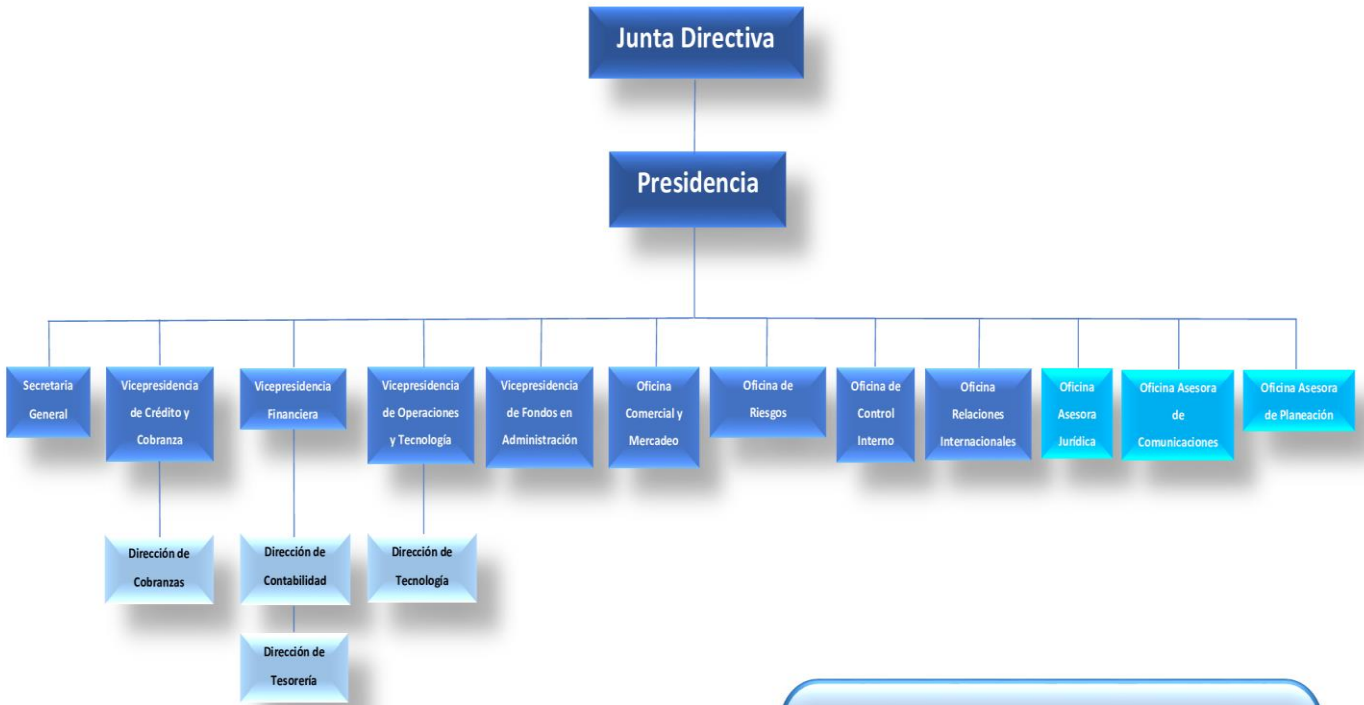 Junta Directiva
Presidencia
Secretaria
General
Vicepresidencia
de Crédito y
Cobranza
Vicepresidencia
Financiera
Vicepresidencia
de Operaciones
y Tecnología
Vicepresidencia
de Fondos en
Administración
Oficina
Comercial y
Mercadeo
Oficina de
Riesgos
Oficina de
Control
Interno
Oficina
Relaciones
Internacionales
Oficina
Asesora
Jurídica
Oficina Asesora
de
Comunicaciones
Oficina Asesora
de Planeación
Dirección de
Cobranzas
Dirección de
Contabilidad
Dirección de
Tecnología
Dirección de
Tesorería